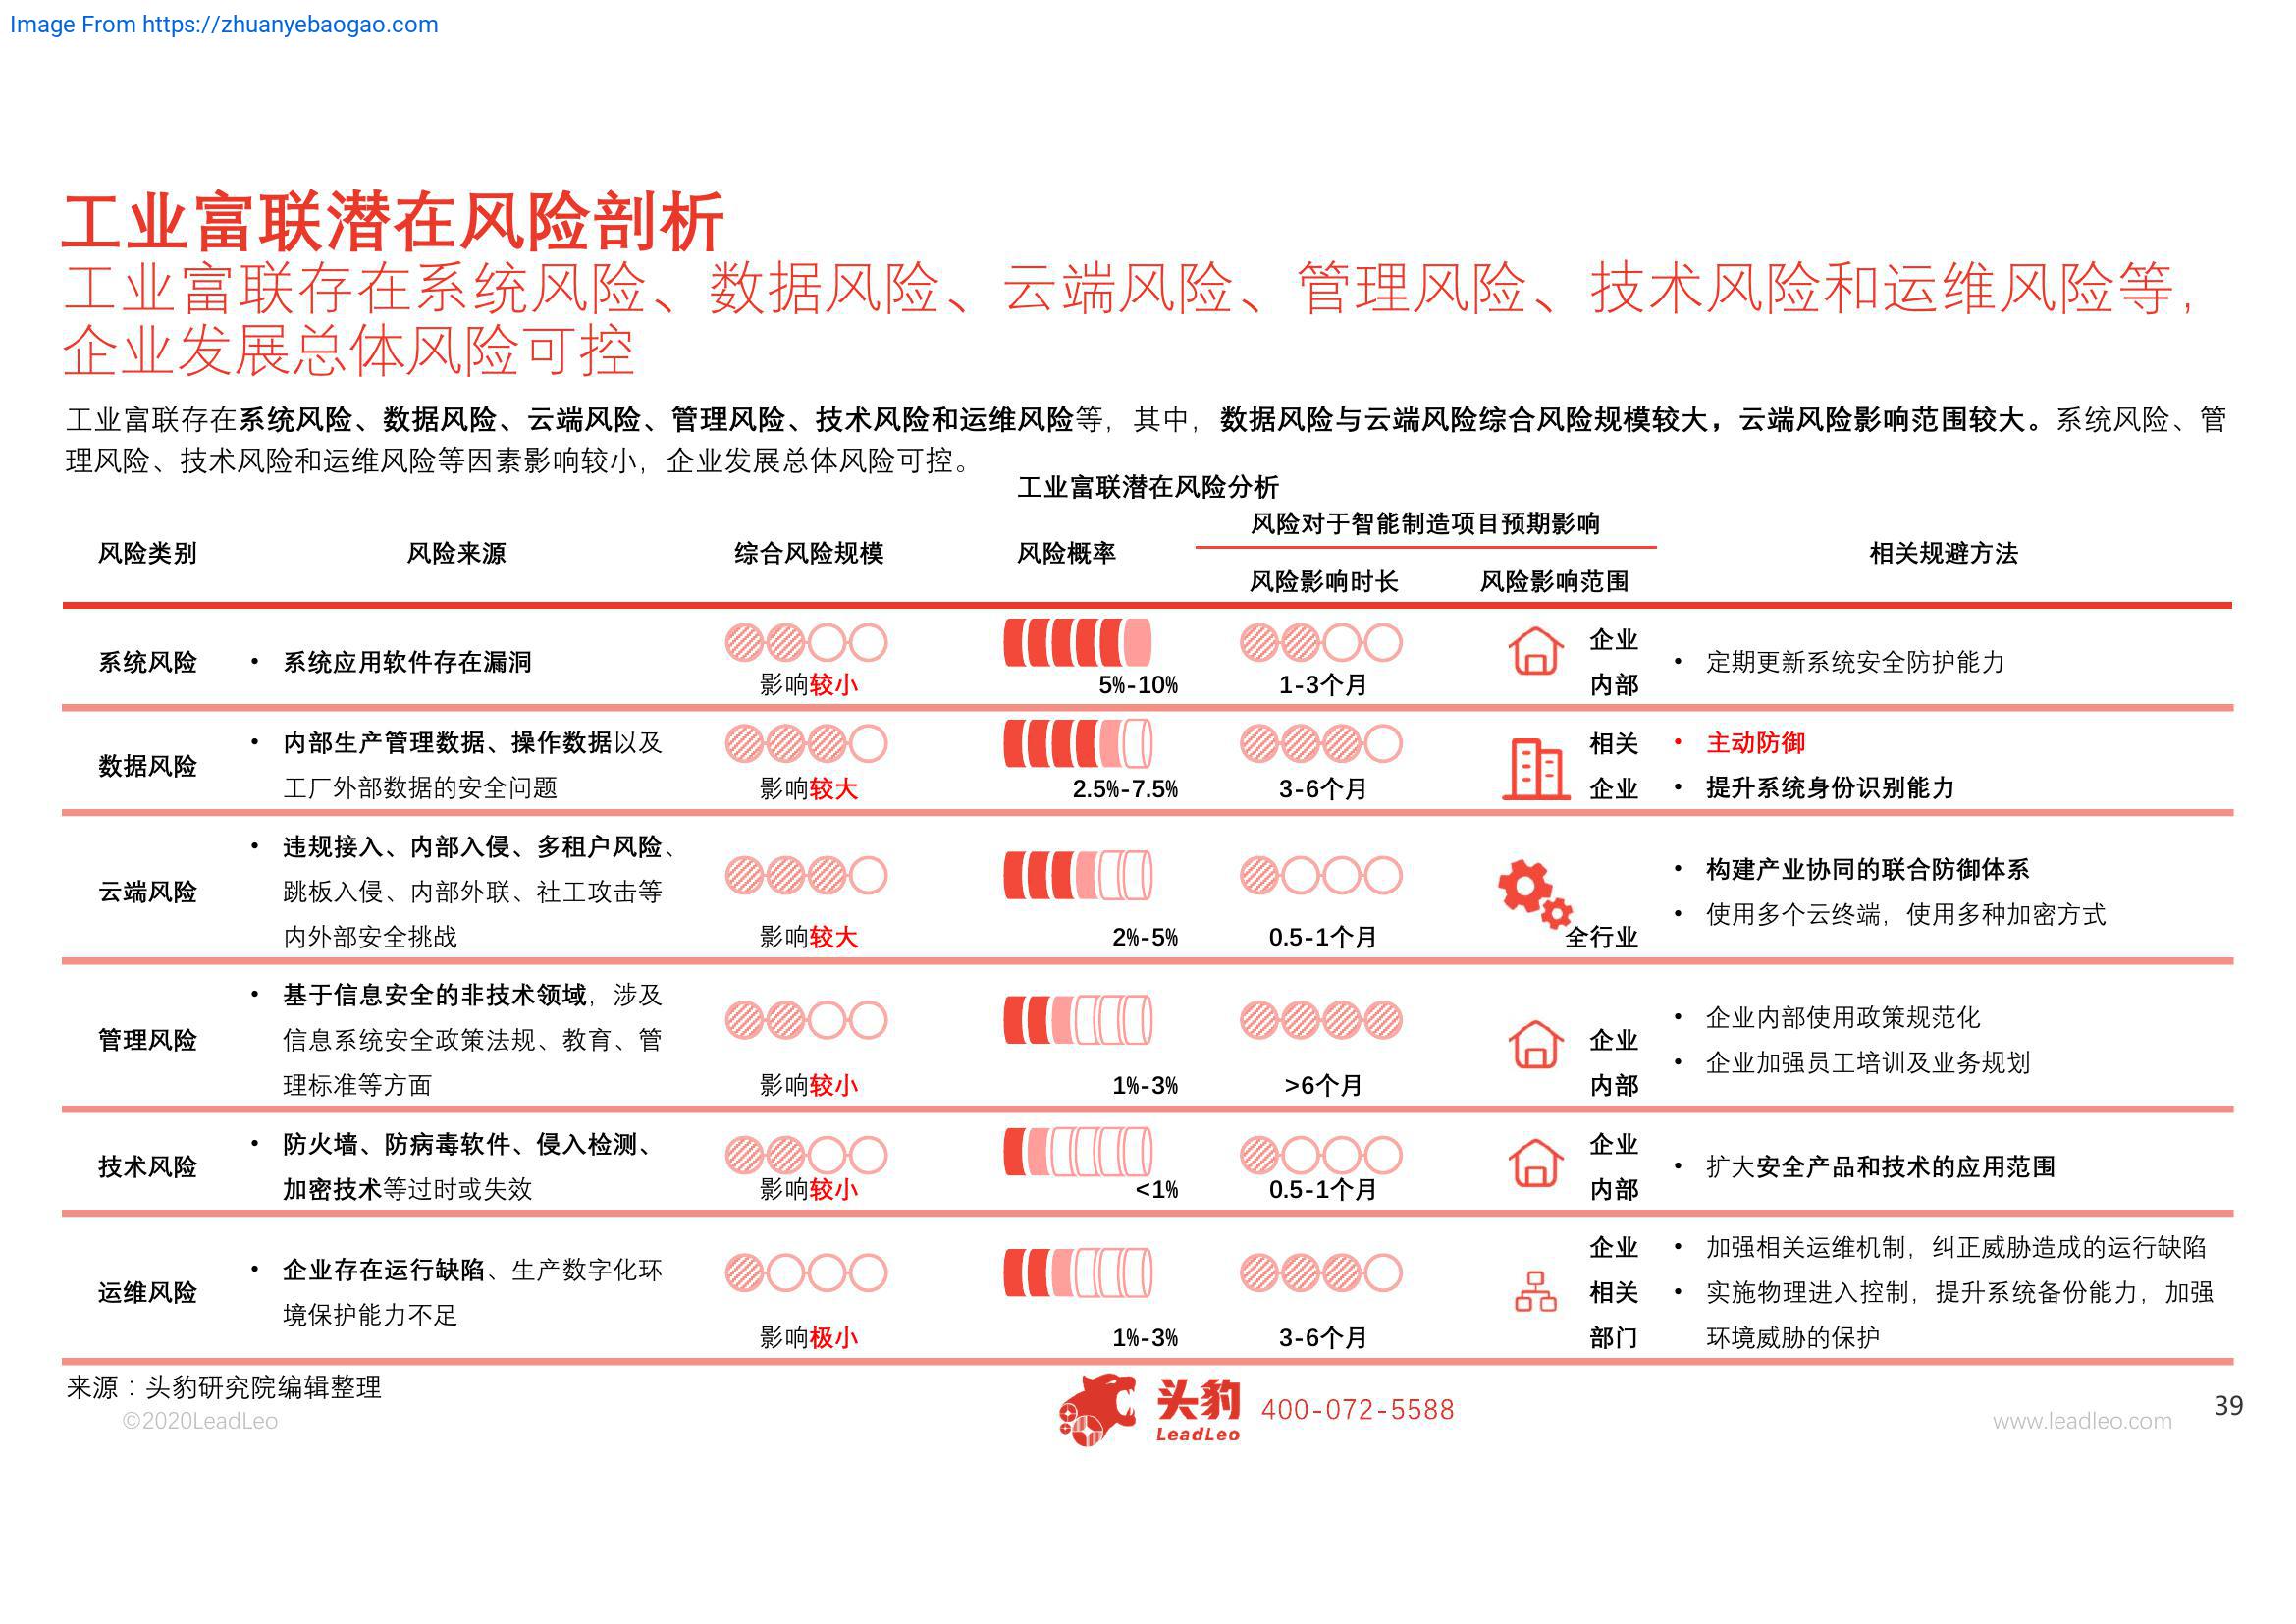 Image From https://zhuanyebaogao.com
工业富联潜在风险剖析
工业富联存在系统风险、数据风险、云端风险、管理风险、技术风险和运维风险等，
企业发展总体风险可控
工业富联存在系统风险、数据风险、云端风险、管理风险、技术风险和运维风险等，其中，数据风险与云端风险综合风险规模较大，云端风险影响范围较大。系统风险、管
理风险、技术风险和运维风险等因素影响较小，企业发展总体风险可控。
工业富联潜在风险分析
风险类别
风险来源
综合风险规模
风险概率
风险对于智能制造项目预期影响
风险影响时长
风险影响范围
相关规避方法
系统风险
• 系统应用软件存在漏洞
影响较小
5%-10%
1-3个月
企业
内部
• 定期更新系统安全防护能力
数据风险
• 内部生产管理数据、操作数据以及
工厂外部数据的安全问题
影响较大
2.5%-7.5%
3-6个月
相关
企业
• 主动防御
• 提升系统身份识别能力
云端风险
• 违规接入、内部入侵、多租户风险、
跳板入侵、内部外联、社工攻击等
内外部安全挑战
影响较大
2%-5%
0.5-1个月
全行业
• 构建产业协同的联合防御体系
• 使用多个云终端，使用多种加密方式
管理风险
• 基于信息安全的非技术领域，涉及
信息系统安全政策法规、教育、管
理标准等方面
影响较小
1%-3%
>6个月
企业
内部
• 企业内部使用政策规范化
• 企业加强员工培训及业务规划
技术风险
• 防火墙、防病毒软件、侵入检测、
加密技术等过时或失效
影响较小
<1%
0.5-1个月
企业
内部
• 扩大安全产品和技术的应用范围
运维风险
• 企业存在运行缺陷、生产数字化环
境保护能力不足
影响极小
1%-3%
3-6个月
企业
相关
部门
• 加强相关运维机制，纠正威胁造成的运行缺陷
• 实施物理进入控制，提升系统备份能力，加强
环境威胁的保护
来源：头豹研究院编辑整理
©2020LeadLeo
头豹
LeadLeo
400-072-5588
www.leadleo.com
39